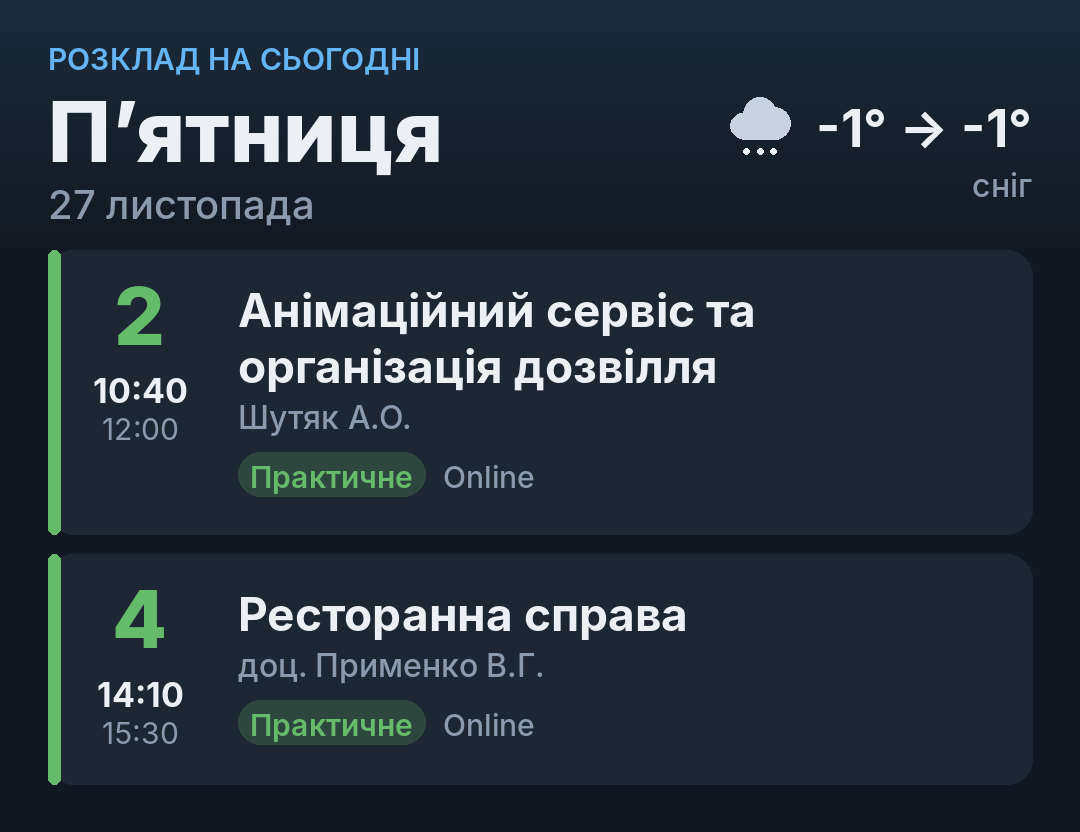 РОЗКЛАД НА СЬОГОДНІ
П’ятниця
27 листопада
-1° → -1°
сніг
2
10:40
12:00
Анімаційний сервіс та
організація дозвілля
Шутяк А.О.
Практичне Online
4
14:10
15:30
Ресторанна справа
доц. Применко В.Г.
Практичне Online